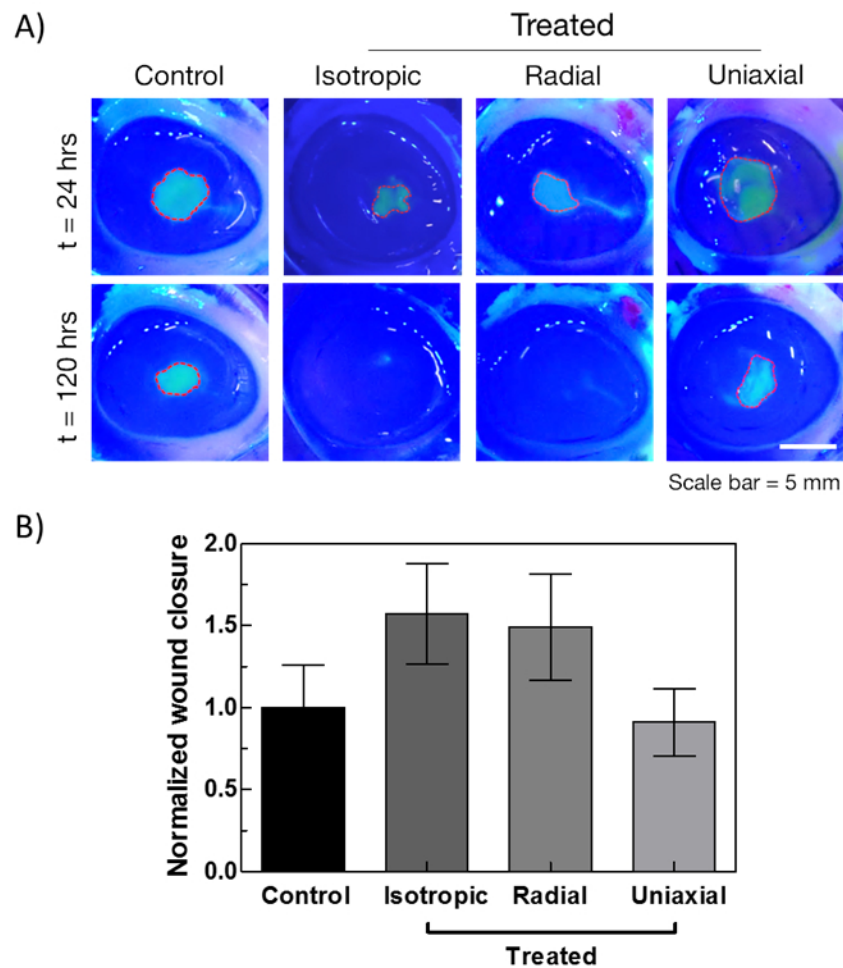 A)
Treated
Control Isotropic Radial Uniaxial
t = 24 hrs
t = 120 hrs
Scale bar = 5 mm
B)
Normalized wound closure
2.0
1.5
1.0
0.5
0.0
Control Isotropic Radial Uniaxial
Treated